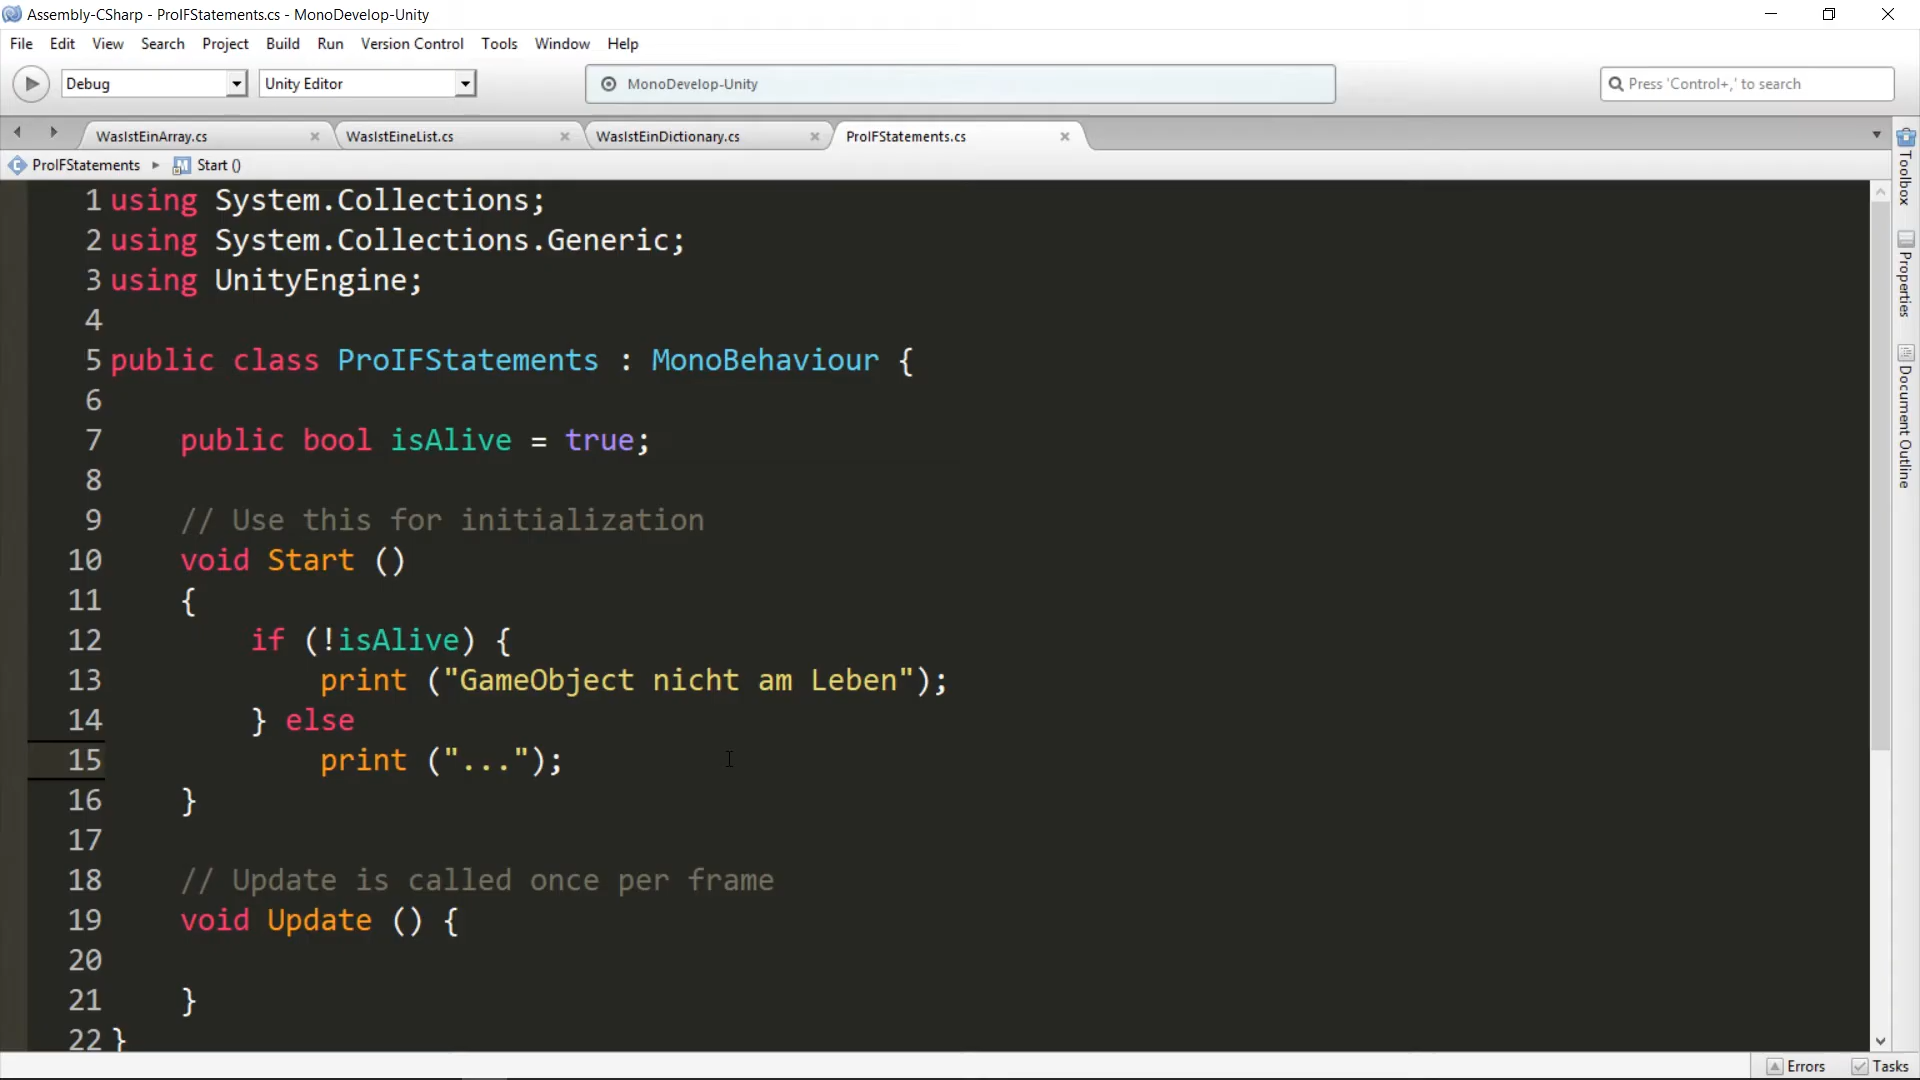 Assembly-CSharp - ProIFStatements.cs - MonoDevelop-Unity
File Edit View Search Project Build Run Version Control Tools Window Help
Debug Unity Editor MonoDevelop-Unity Press 'Control+,' to search
WasIstEinArray.cs WasIstEineList.cs WasIstEinDictionary.cs ProIFStatements.cs
ProIFStatements Start ()
1 using System.Collections;
2 using System.Collections.Generic;
3 using UnityEngine;
4
5 public class ProIFStatements : MonoBehaviour {
6
7 public bool isAlive = true;
8
9 // Use this for initialization
10 void Start ()
11 {
12 if (!isAlive) {
13 print ("GameObject nicht am Leben");
14 } else
15 print ("...");
16 }
17
18 // Update is called once per frame
19 void Update () {
20
21 }
22 }
Toolbox
Properties
Document Outline
Errors Tasks